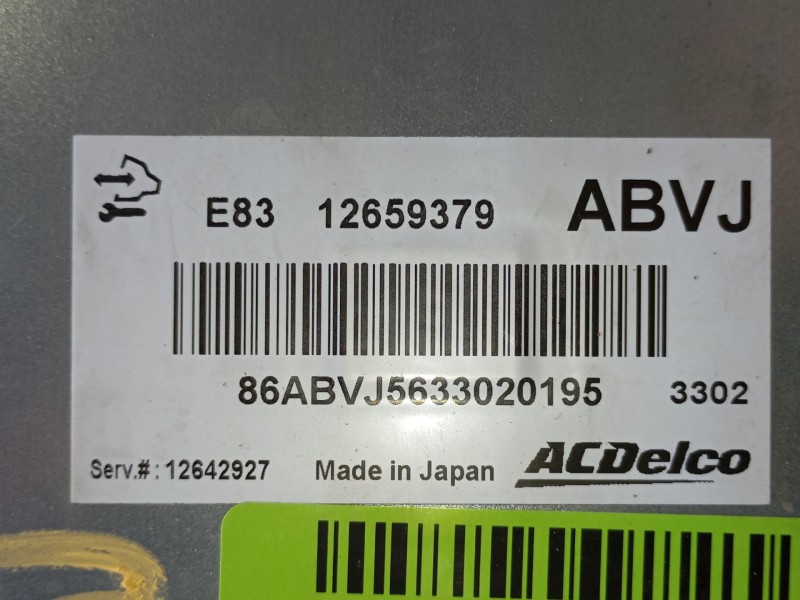 E83 12659379 ABVJ
86ABVJ5633020195 3302
Serv.#: 12642927 Made in Japan ACDelco